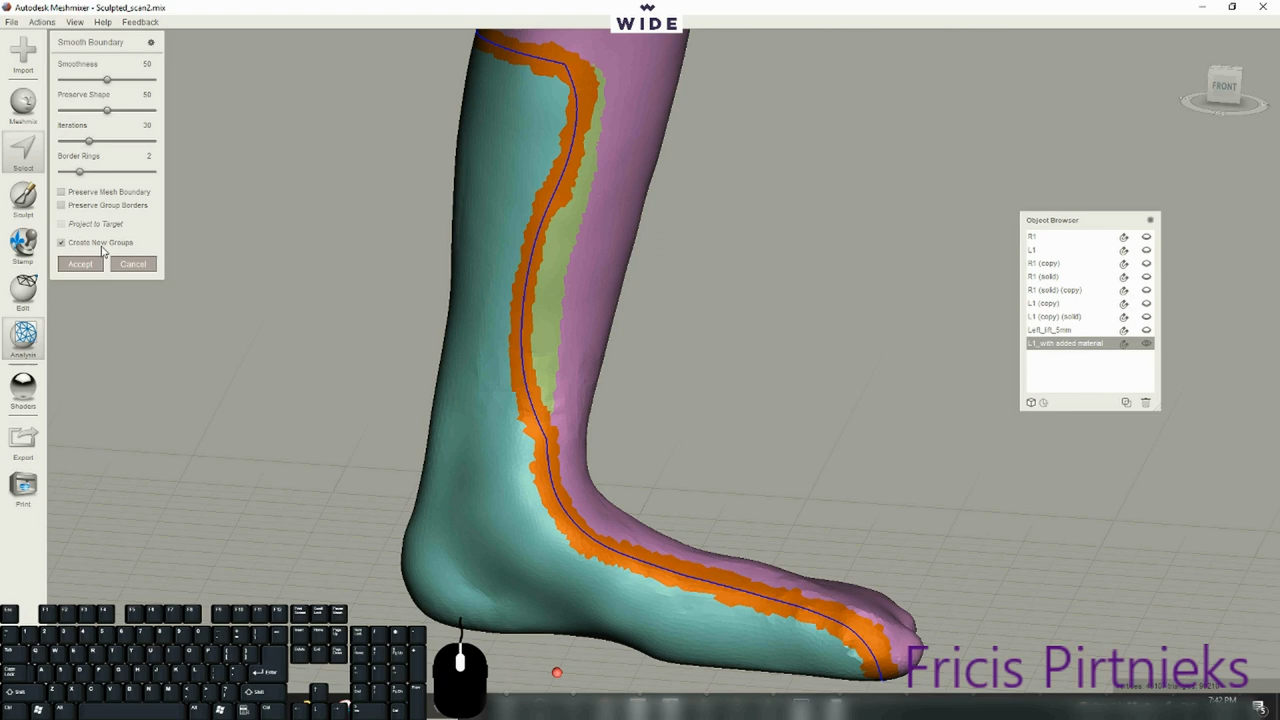 Autodesk Meshmixer - Sculpted_scan2.mix
File Actions View Help Feedback
WIDE
Import
Meshmix
Select
Sculpt
Stamp
Edit
Analysis
Shaders
Export
Print
Smooth Boundary
Smoothness 50
Preserve Shape 50
Iterations 30
Border Rings 2
Preserve Mesh Boundary
Preserve Group Borders
Project to Target
Create New Groups
Accept Cancel
FRONT
Object Browser
R1
L1
R1 (copy)
R1 (solid)
R1 (solid) (copy)
L1 (copy)
L1 (copy) (solid)
Left_lift_5mm
L1_with added material
Fricis Pirtnieks
7:42 PM